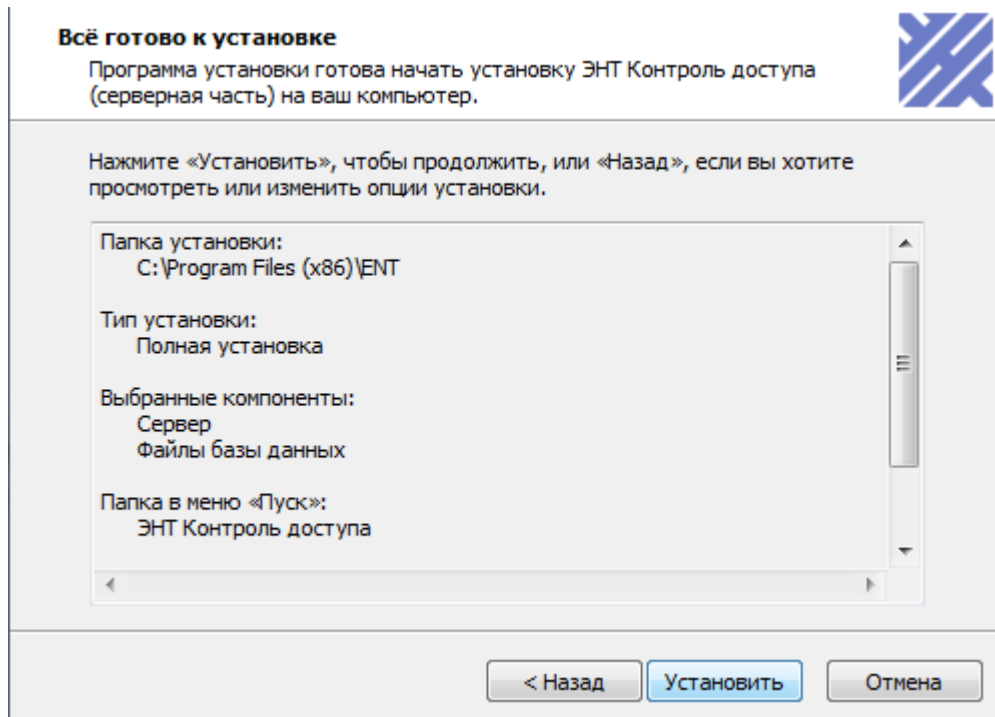 Всё готово к установке
Программа установки готова начать установку ЭНТ Контроль доступа
(серверная часть) на ваш компьютер.
Нажмите «Установить», чтобы продолжить, или «Назад», если вы хотите
просмотреть или изменить опции установки.
Папка установки:
C:\Program Files (x86)\ENT
Тип установки:
Полная установка
Выбранные компоненты:
Сервер
Файлы базы данных
Папка в меню «Пуск»:
ЭНТ Контроль доступа
< Назад
Установить
Отмена